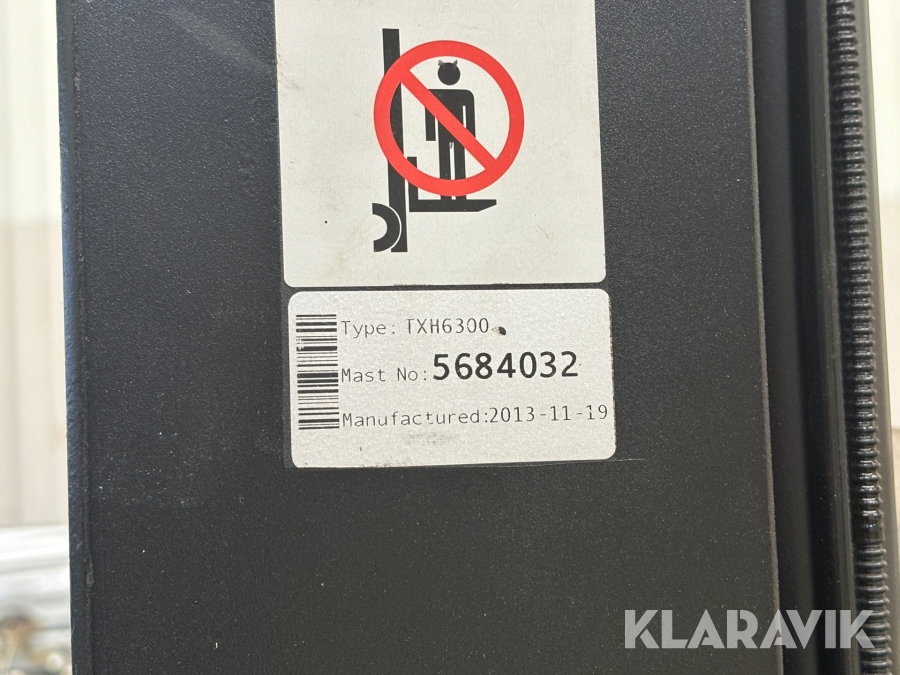 Type: TXH6300
Mast No: 5684032
Manufactured:2013-11-19
KLARAVIK